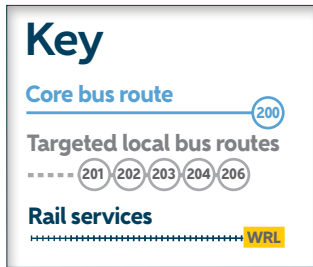 Key
Core bus route
200
Targeted local bus routes
201 202 203 204 206
Rail services
WRL